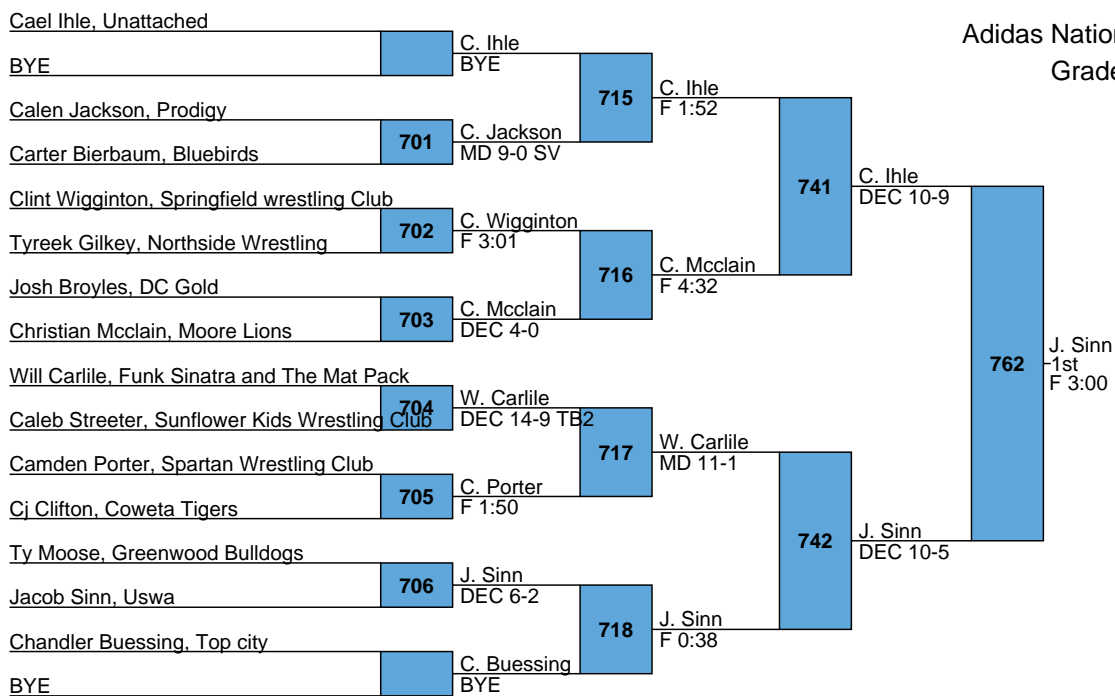 Cael Ihle, Unattached
BYE
Calen Jackson, Prodigy
Carter Bierbaum, Bluebirds
Clint Wigginton, Springfield wrestling Club
Tyreek Gilkey, Northside Wrestling
Josh Broyles, DC Gold
Christian Mcclain, Moore Lions
Will Carlile, Funk Sinatra and The Mat Pack
Caleb Streeter, Sunflower Kids Wrestling Club
Camden Porter, Spartan Wrestling Club
Cj Clifton, Coweta Tigers
Ty Moose, Greenwood Bulldogs
Jacob Sinn, Uswa
Chandler Buessing, Top city
BYE
701
702
703
704
705
706
C. Ihle
BYE
C. Jackson
MD 9-0 SV
C. Wigginton
F 3:01
C. Mcclain
DEC 4-0
W. Carlile
DEC 14-9 TB2
C. Porter
F 1:50
J. Sinn
DEC 6-2
C. Buessing
BYE
715
716
717
718
C. Ihle
F 1:52
C. Mcclain
F 4:32
W. Carlile
MD 11-1
J. Sinn
F 0:38
741
742
C. Ihle
DEC 10-9
J. Sinn
DEC 10-5
762
J. Sinn
1st
F 3:00
Adidas Nation
Grade